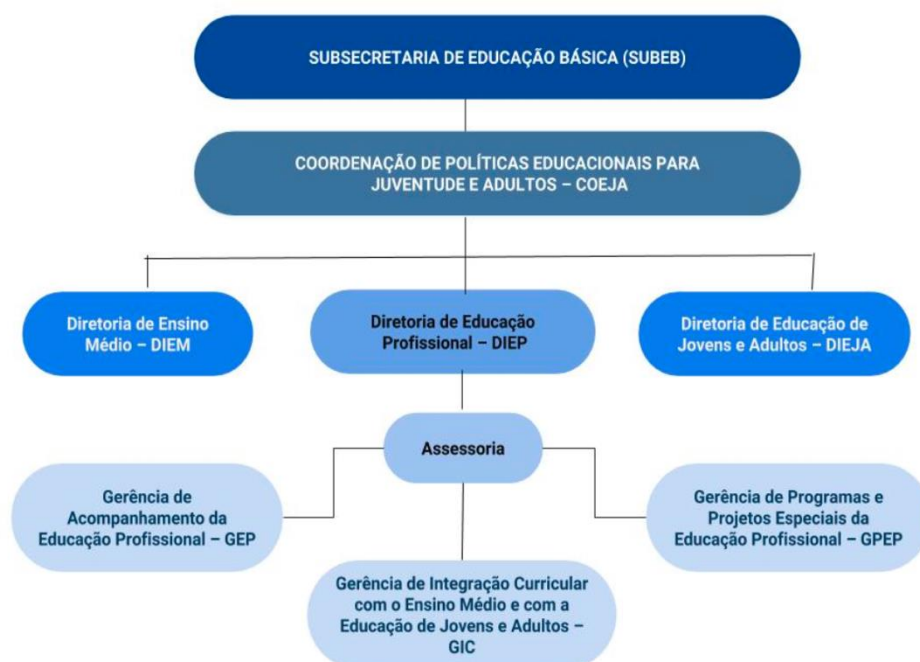 SUBSECRETARIA DE EDUCAÇÃO BÁSICA (SUBEB)
COORDENAÇÃO DE POLÍTICAS EDUCACIONAIS PARA
JUVENTUDE E ADULTOS – COEJA
Diretoria de Ensino
Médio – DIEM
Diretoria de Educação
Profissional – DIEP
Diretoria de Educação de
Jovens e Adultos – DIEJA
Assessoria
Gerência de
Acompanhamento da
Educação Profissional – GEP
Gerência de Programas e
Projetos Especiais da
Educação Profissional – GPEP
Gerência de Integração Curricular
com o Ensino Médio e com a
Educação de Jovens e Adultos –
GIC